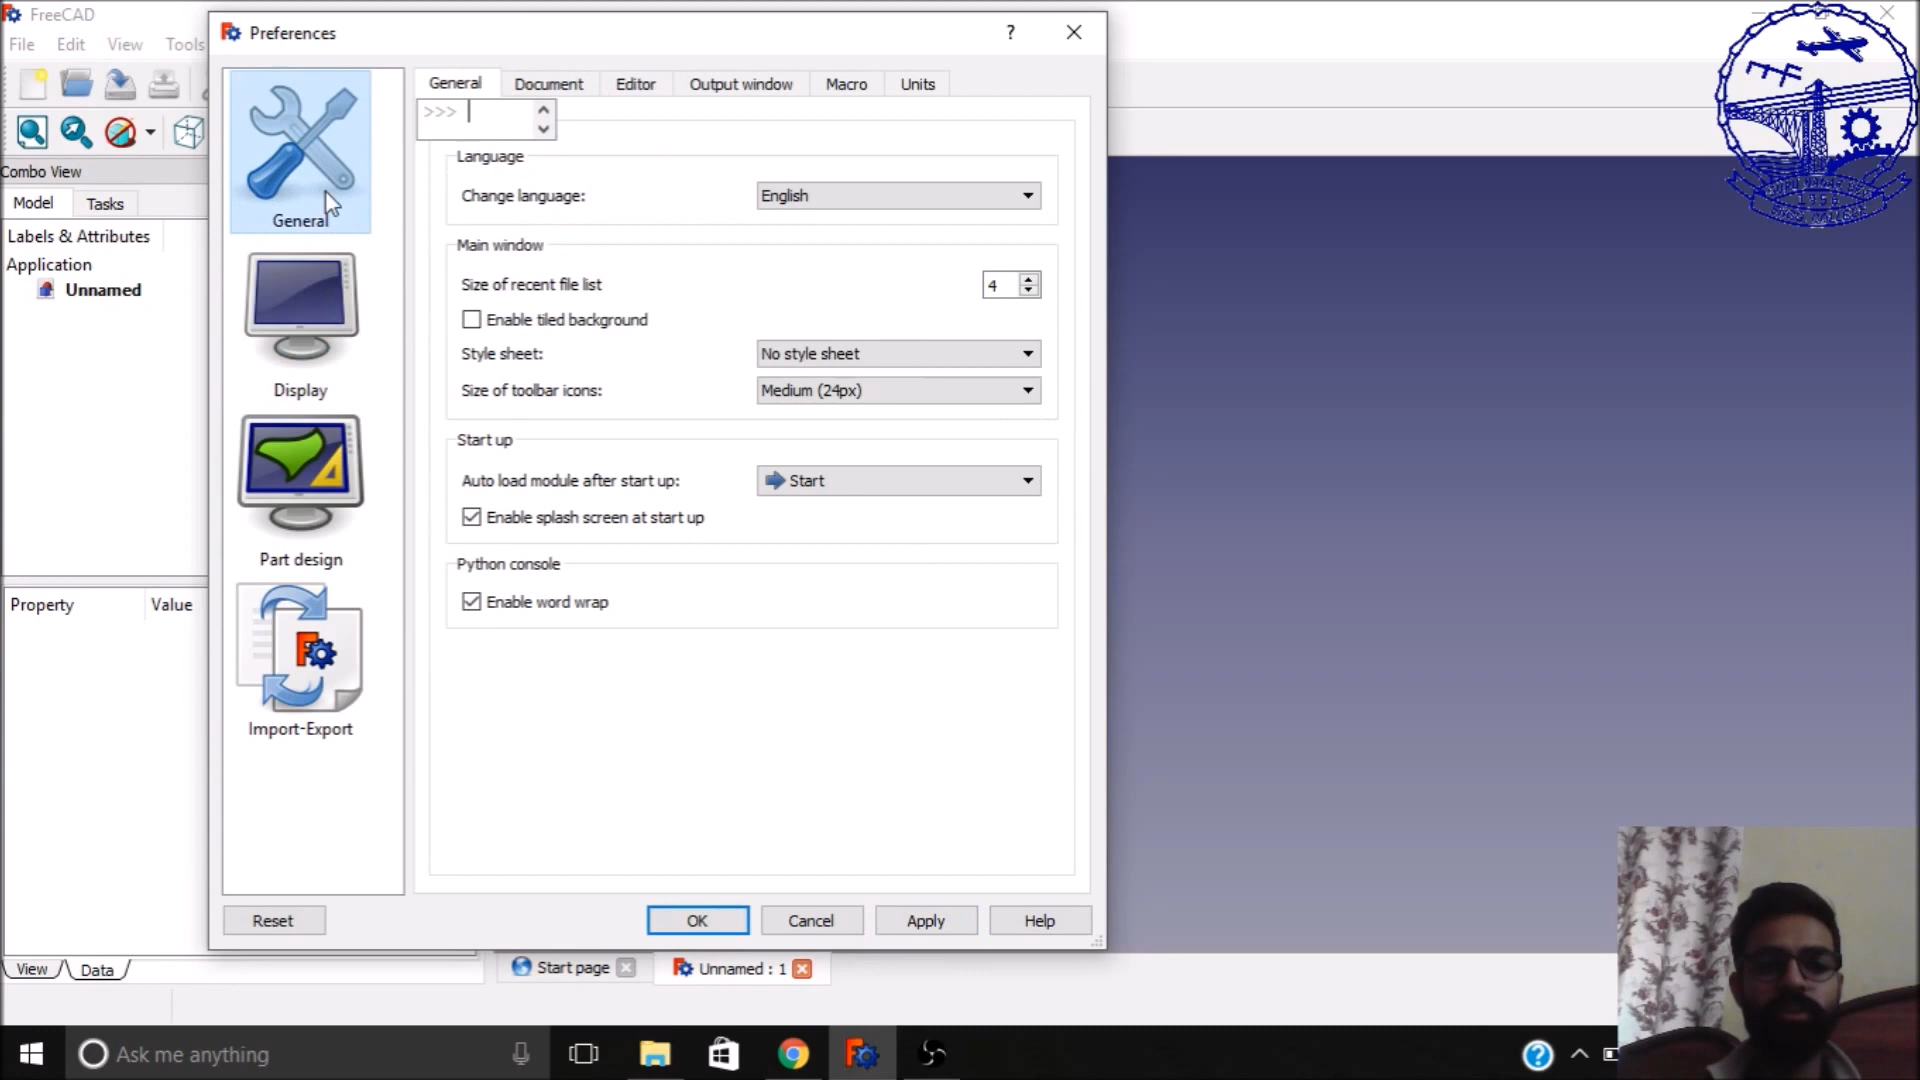 FreeCAD
File Edit View Tools
Combo View
Model Tasks
Labels & Attributes
Application
Unnamed
Property Value
View Data
Preferences
?
General
Display
Part design
Import-Export
General Document Editor Output window Macro Units
>>>
Language
Change language: English
Main window
Size of recent file list 4
Enable tiled background
Style sheet: No style sheet
Size of toolbar icons: Medium (24px)
Start up
Auto load module after start up: Start
Enable splash screen at start up
Python console
Enable word wrap
Reset OK Cancel Apply Help
Start page Unnamed : 1
Ask me anything